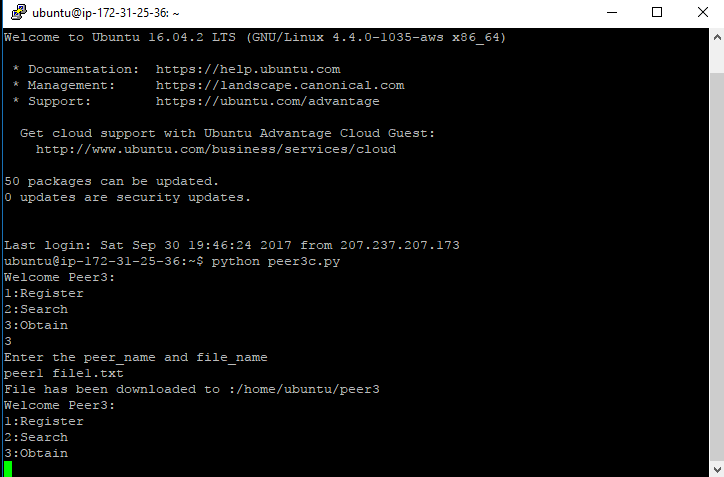 ubuntu@ip-172-31-25-36: ~
Welcome to Ubuntu 16.04.2 LTS (GNU/Linux 4.4.0-1035-aws x86_64)
* Documentation:  https://help.ubuntu.com
* Management:     https://landscape.canonical.com
* Support:        https://ubuntu.com/advantage
Get cloud support with Ubuntu Advantage Cloud Guest:
http://www.ubuntu.com/business/services/cloud
50 packages can be updated.
0 updates are security updates.
Last login: Sat Sep 30 19:46:24 2017 from 207.237.207.173
ubuntu@ip-172-31-25-36:~$ python peer3c.py
Welcome Peer3:
1:Register
2:Search
3:Obtain
3
Enter the peer_name and file_name
peer1 file1.txt
File has been downloaded to :/home/ubuntu/peer3
Welcome Peer3:
1:Register
2:Search
3:Obtain